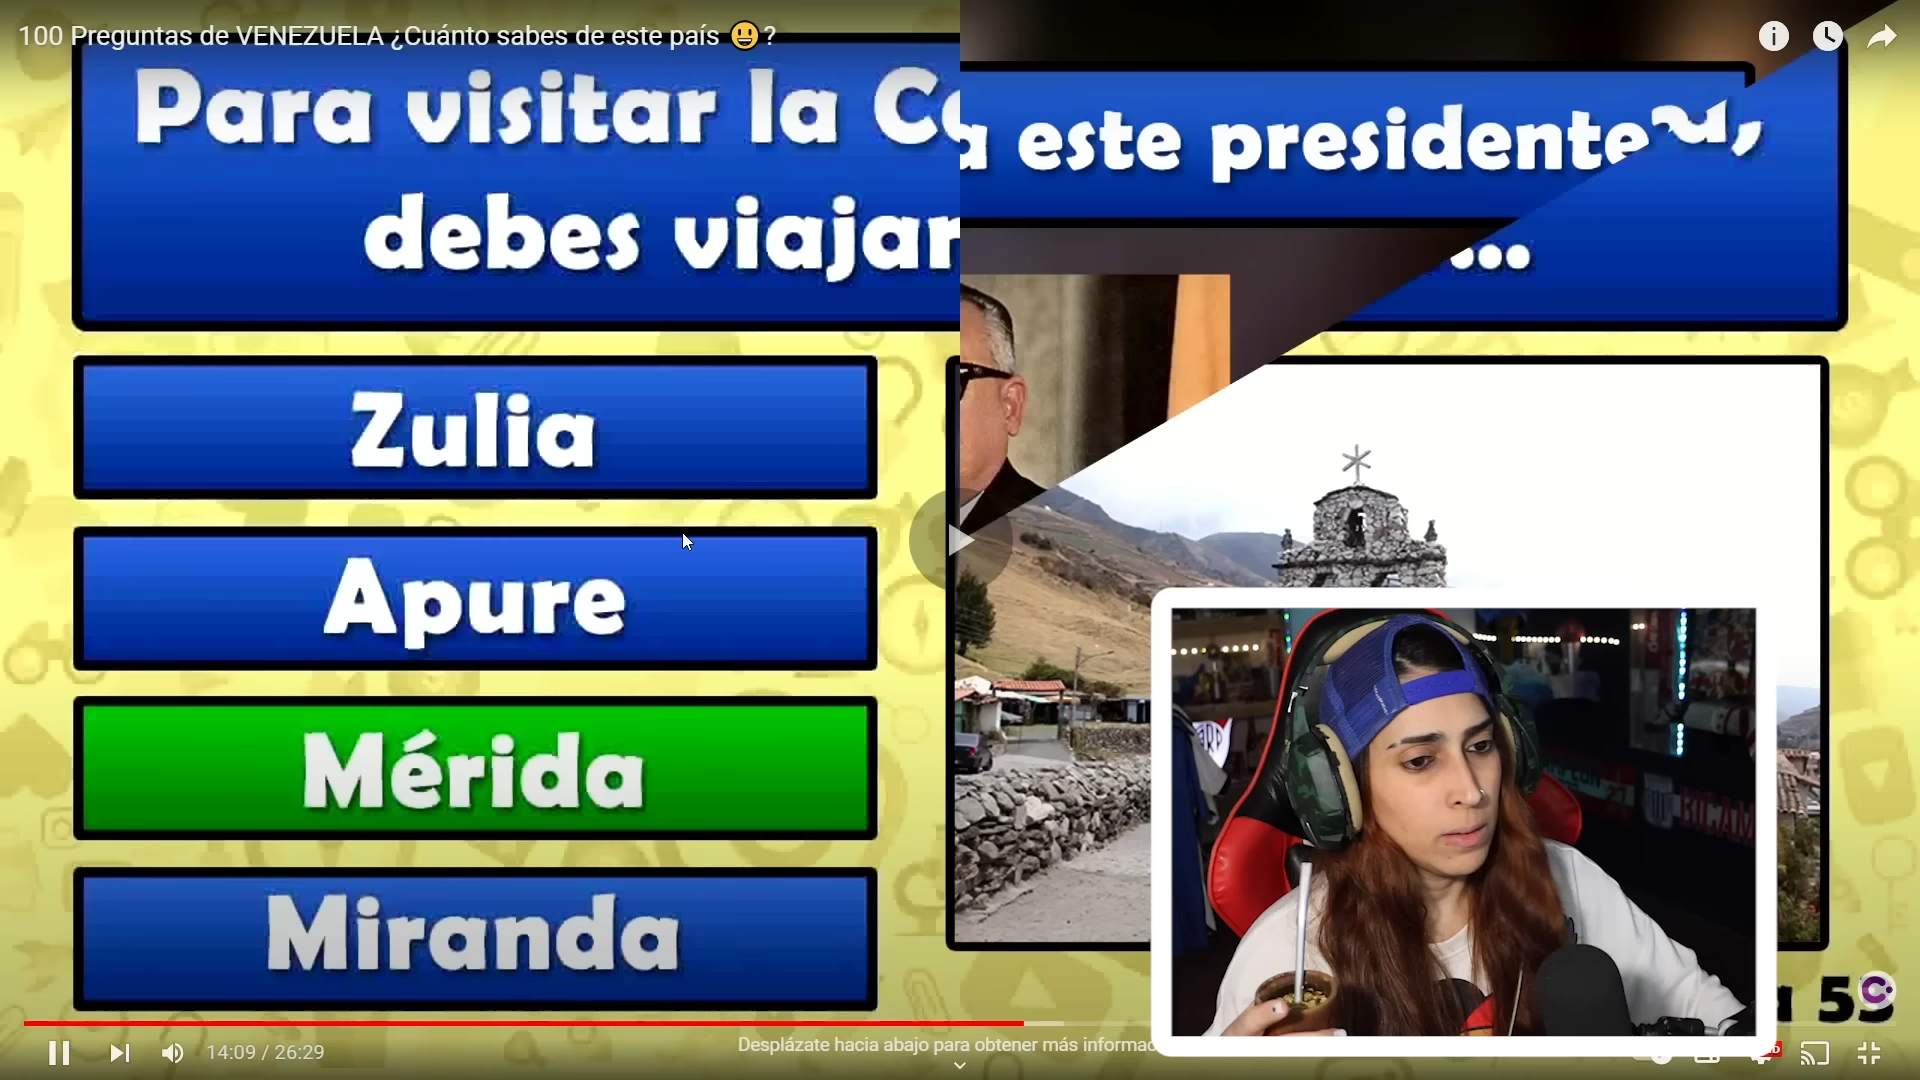 100 Preguntas de VENEZUELA ¿Cuánto sabes de este país 😃?
Para visitar la
debes viajar
este presidente
...
Zulia
Apure
Mérida
Miranda
53
14:09 / 26:29
Desplázate hacia abajo para obtener más